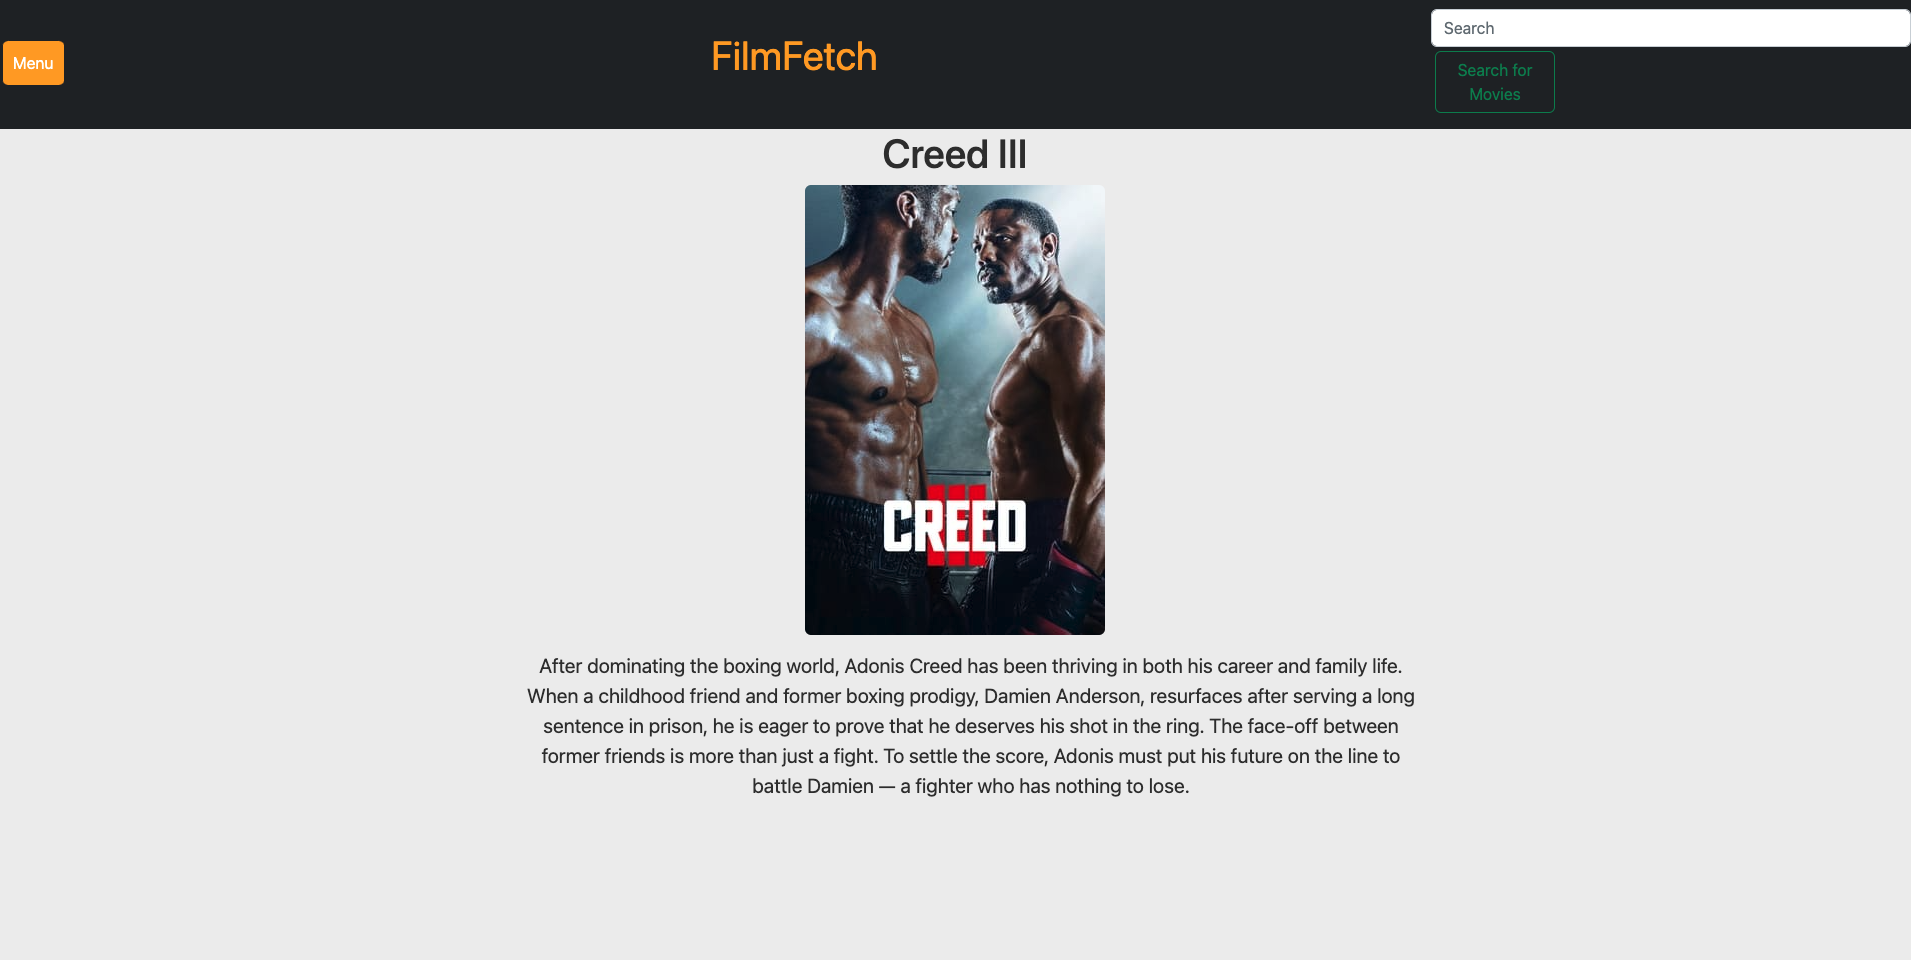 Menu
FilmFetch
Search
Search for
Movies
Creed III
CREED
III
After dominating the boxing world, Adonis Creed has been thriving in both his career and family life.
When a childhood friend and former boxing prodigy, Damien Anderson, resurfaces after serving a long
sentence in prison, he is eager to prove that he deserves his shot in the ring. The face-off between
former friends is more than just a fight. To settle the score, Adonis must put his future on the line to
battle Damien — a fighter who has nothing to lose.